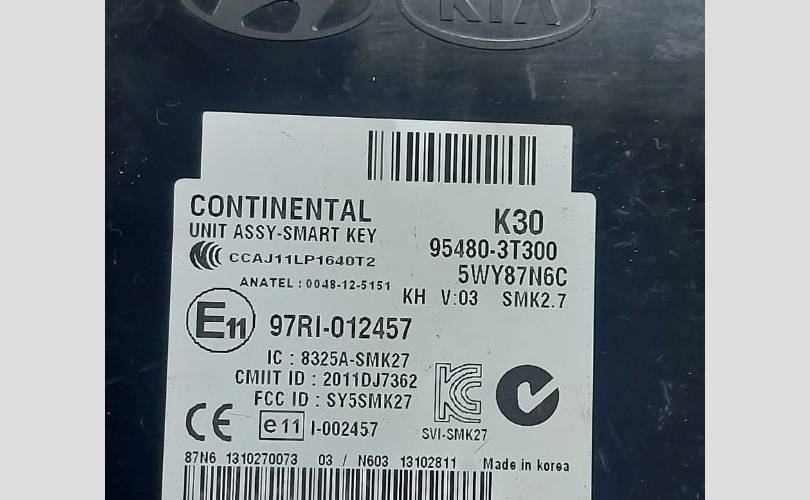 KIA
CONTINENTAL
K30
UNIT ASSY-SMART KEY
95480-3T300
CCAJ11LP1640T2
5WY87N6C
ANATEL : 0048-12-5151
KH V:03 SMK2.7
E11 97RI-012457
IC : 8325A-SMK27
CMIIT ID : 2011DJ7362
FCC ID : SY5SMK27
KC
SVI-SMK27
CE e11 I-002457
87N6 1310270073 03 / N603 13102811 Made in korea